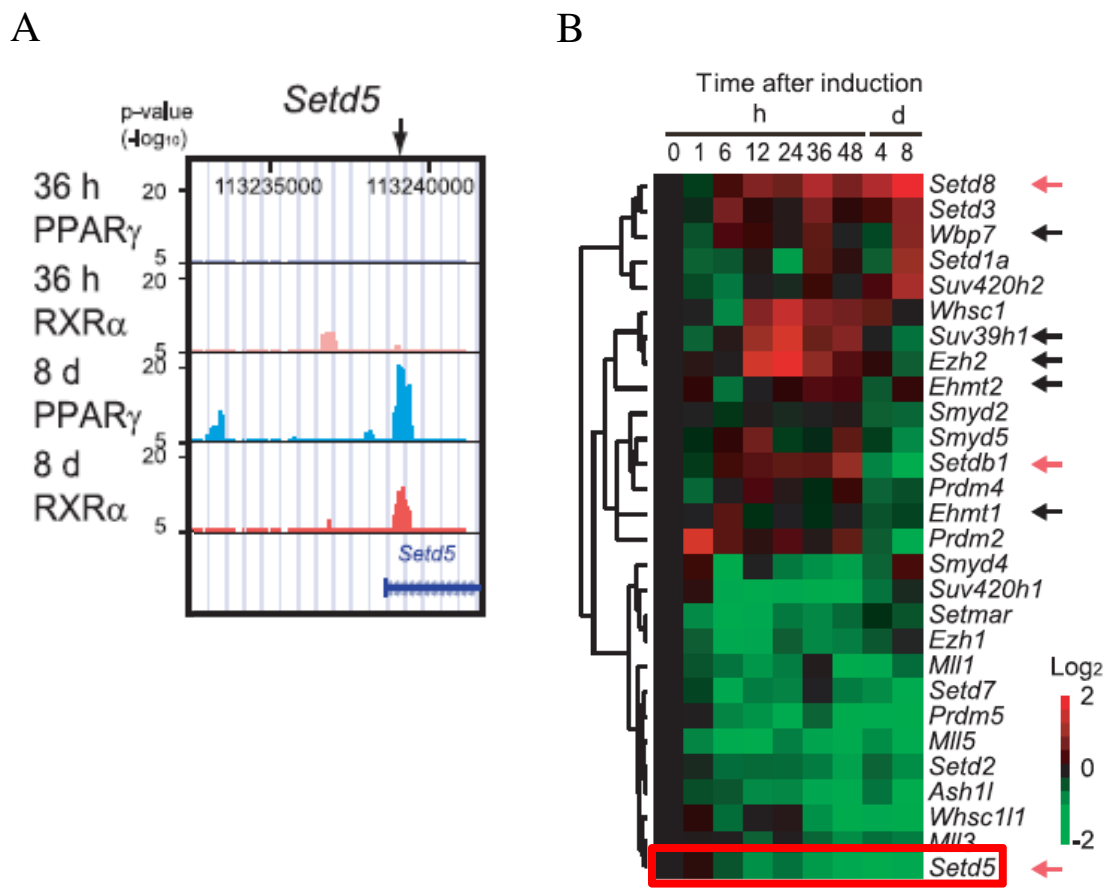 A
B
Setd5
p-value
(-log10)
113235000
113240000
36 h
PPARγ
20
5
36 h
RXRα
20
5
8 d
PPARγ
20
5
8 d
RXRα
20
5
Setd5
Time after induction
h d
0 1 6 12 24 36 48 4 8
Setd8
Setd3
Wbp7
Setd1a
Suv420h2
Whsc1
Suv39h1
Ezh2
Ehmt2
Smyd2
Smyd5
Setdb1
Prdm4
Ehmt1
Prdm2
Smyd4
Suv420h1
Setmar
Ezh1
Mll1
Setd7
Prdm5
Mll5
Setd2
Ash1l
Whsc1l1
Mll3
Setd5
Log2
2
0
-2